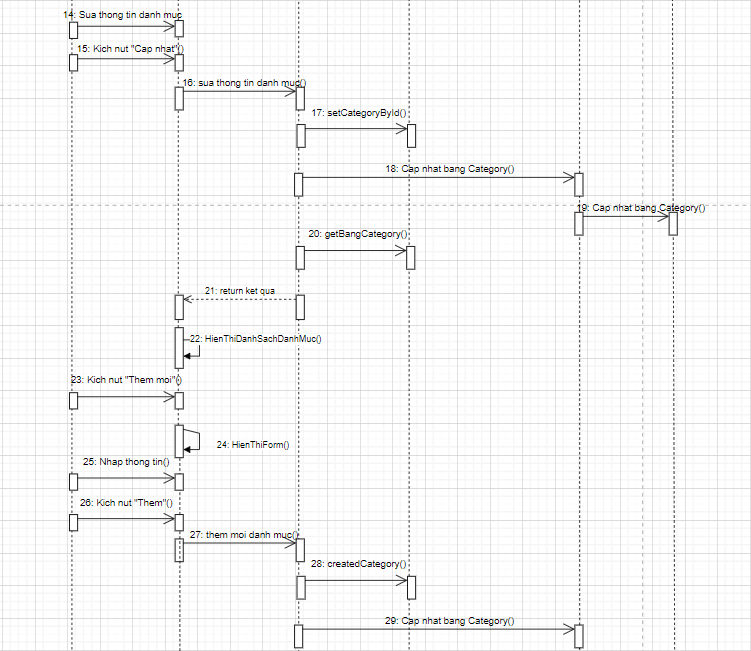 14: Sua thong tin danh muc
15: Kich nut "Cap nhat"()
16: sua thong tin danh muc()
17: setCategoryById()
18: Cap nhat bang Category()
19: Cap nhat bang Category()
20: getBangCategory()
21: return ket qua
22: HienThiDanhSachDanhMuc()
23: Kich nut "Them moi"()
24: HienThiForm()
25: Nhap thong tin()
26: Kich nut "Them"()
27: them moi danh muc()
28: createdCategory()
29: Cap nhat bang Category()